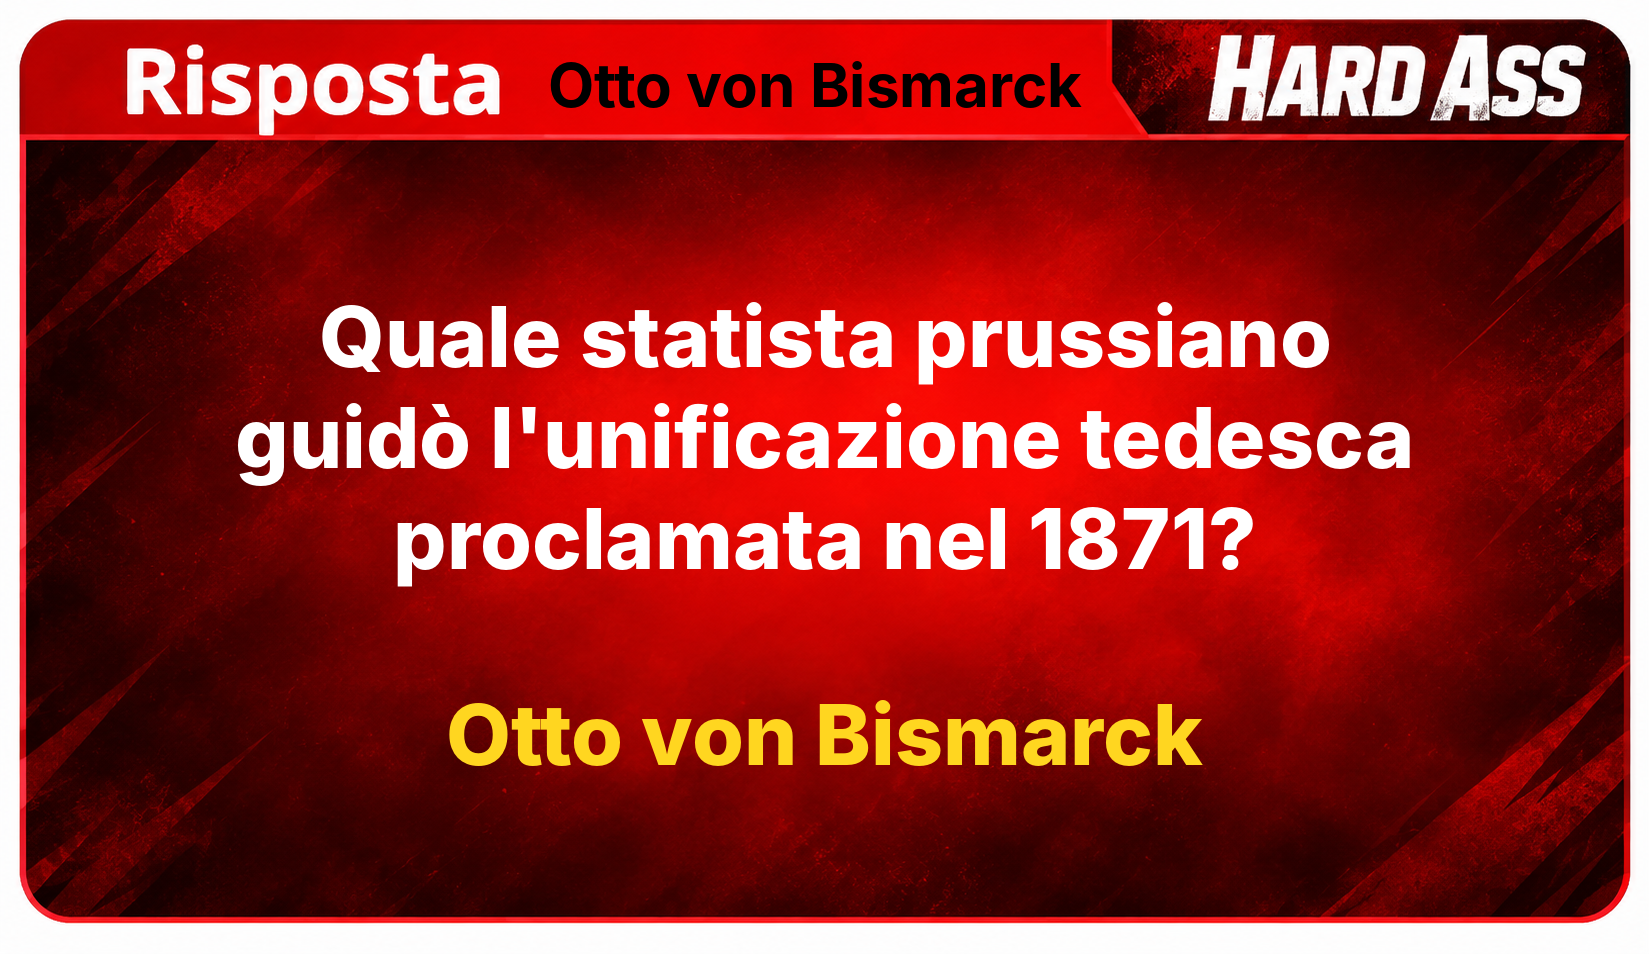 Risposta Otto von Bismarck HARD ASS
Quale statista prussiano
guidò l'unificazione tedesca
proclamata nel 1871?
Otto von Bismarck